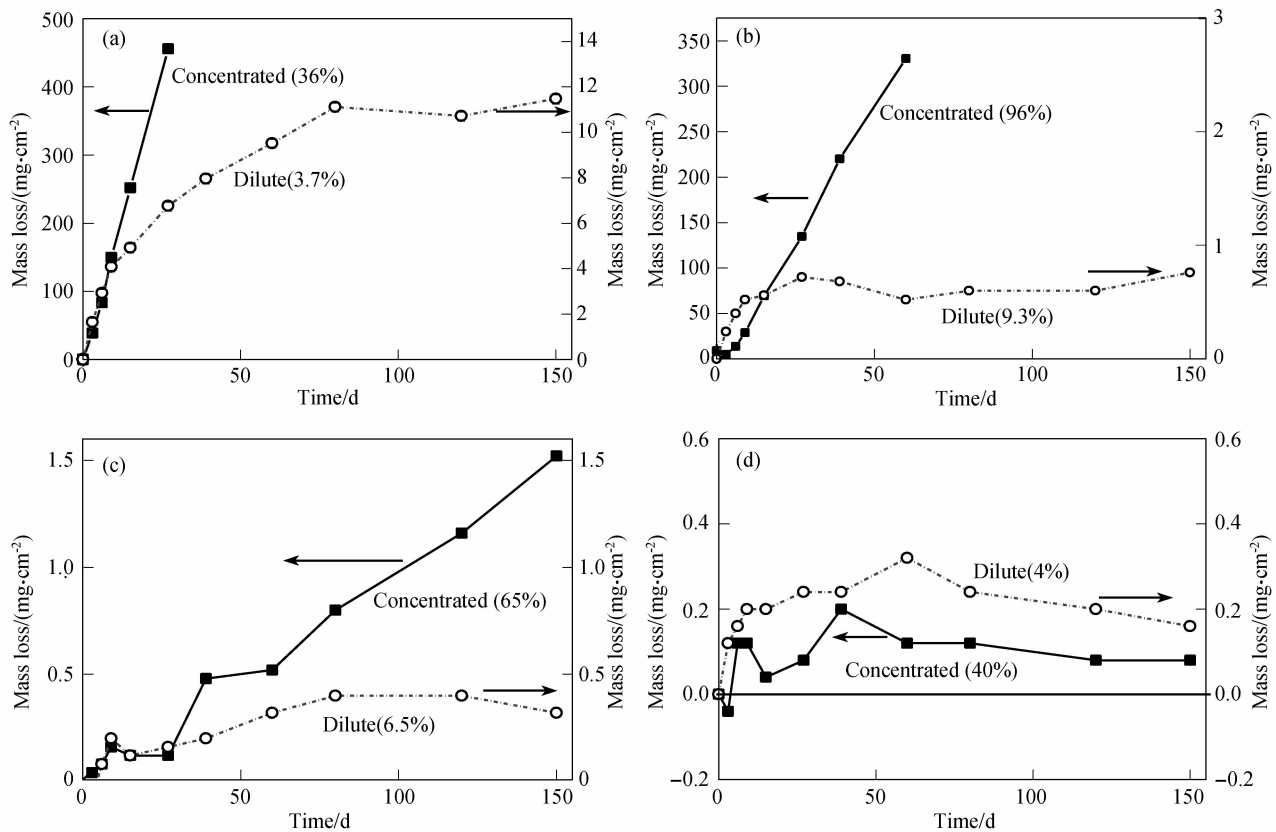 (a)
500
400
300
200
100
0
Mass loss/(mg·cm-2)
14
12
10
8
6
4
2
0
Mass loss/(mg·cm-2)
Concentrated (36%)
Dilute(3.7%)
0
50
100
150
Time/d
(b)
350
300
250
200
150
100
50
0
Mass loss/(mg·cm-2)
3
2
1
0
Mass loss/(mg·cm-2)
Concentrated (96%)
Dilute(9.3%)
0
50
100
150
Time/d
(c)
1.5
1.0
0.5
0
Mass loss/(mg·cm-2)
1.5
1.0
0.5
0
Mass loss/(mg·cm-2)
Concentrated (65%)
Dilute(6.5%)
0
50
100
150
Time/d
(d)
0.6
0.4
0.2
0.0
−0.2
Mass loss/(mg·cm-2)
0.6
0.4
0.2
0.0
−0.2
Mass loss/(mg·cm-2)
Dilute(4%)
Concentrated (40%)
0
50
100
150
Time/d